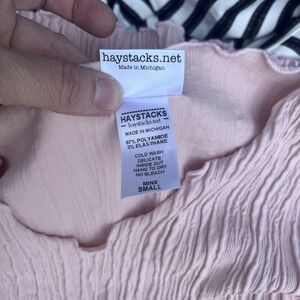 haystacks.net
Made in Michigan
HAYSTACKS
haystacks.net
MADE IN MICHIGAN
97% POLYAMIDE
3% ELASTHANE
COLD WASH
DELICATE
INSIDE OUT
HANG TO DRY
NO BLEACH
MINX
SMALL